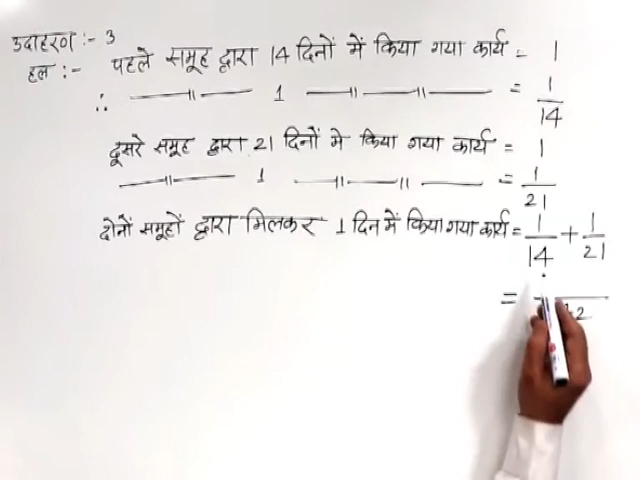 उदाहरण :- 3
हल :- पहले समूह द्वारा 14 दिनों में किया गया कार्य = 1
∴ —〃— 1 —〃—〃— = 1/14
दूसरे समूह द्वारा 21 दिनों मे किया गया कार्य = 1
—〃— 1 —〃—〃— = 1/21
दोनों समूहों द्वारा मिलकर 1 दिन में किया गया कार्य = 1/14 + 1/21
=